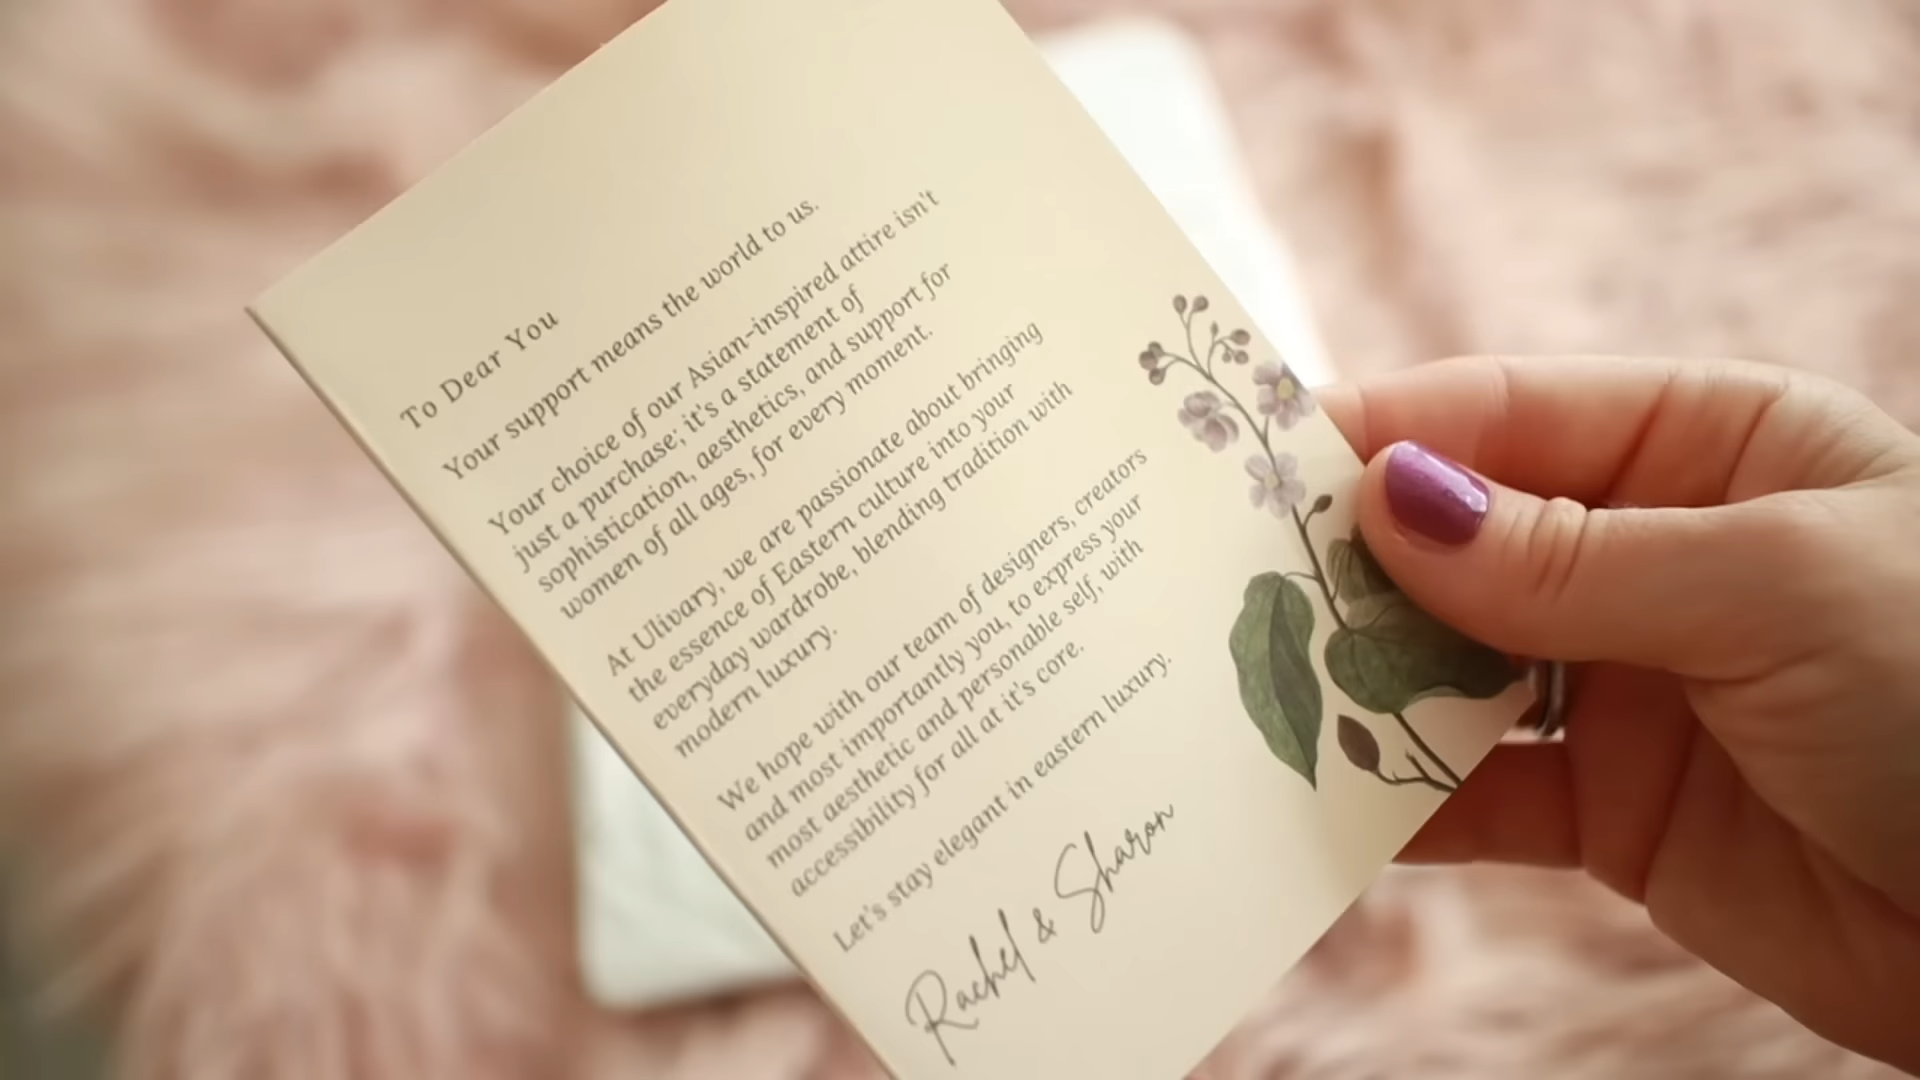 To Dear You
Your support means the world to us.
Your choice of our Asian-inspired attire isn't
just a purchase; it's a statement of
sophistication, aesthetics, and support for
women of all ages, for every moment.
At Ulivary, we are passionate about bringing
the essence of Eastern culture into your
everyday wardrobe, blending tradition with
modern luxury.
We hope with our team of designers, creators
and most importantly you, to express your
most aesthetic and personable self, with
accessibility for all at it's core.
Let's stay elegant in eastern luxury.
Rachel & Sharon